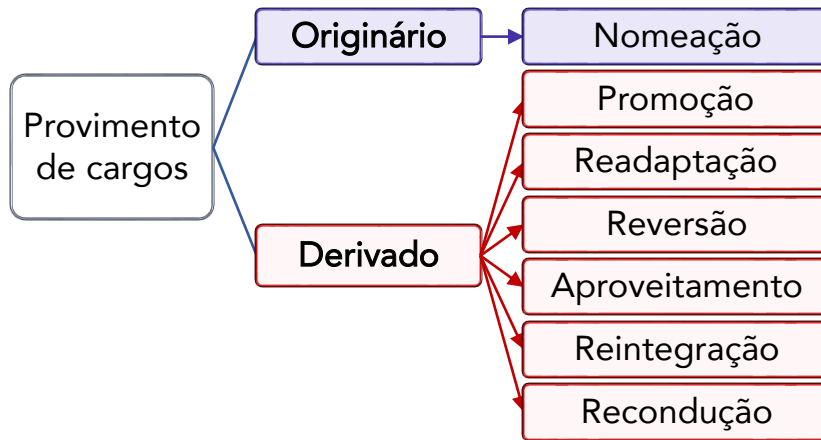 Provimento
de cargos
Originário
Nomeação
Derivado
Promoção
Readaptação
Reversão
Aproveitamento
Reintegração
Recondução